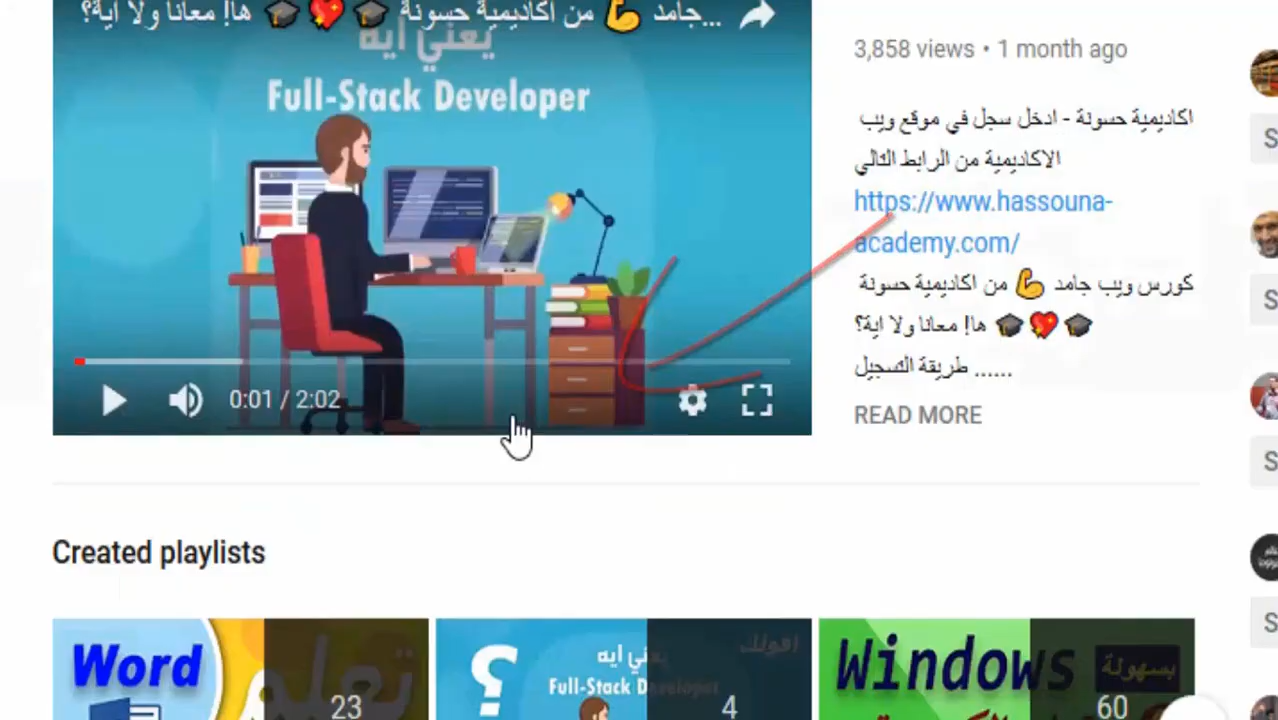 ...جامد 💪 من اكاديمية حسونة 🎓💖🎓 ها! معانا ولا اية؟
يعني ايه
Full-Stack Developer
0:01 / 2:02
3,858 views • 1 month ago
اكاديمية حسونة - ادخل سجل في موقع ويب
الاكاديمية من الرابط التالي
https://www.hassouna-
academy.com/
كورس ويب جامد 💪 من اكاديمية حسونة
🎓💖🎓 ها! معانا ولا اية؟
طريقة التسجيل ......
READ MORE
S
S
S
S
Created playlists
Word
تعلم
23
؟
اقولك
يعني ايه
Full-Stack Developer
4
Windows
بسهولة
60